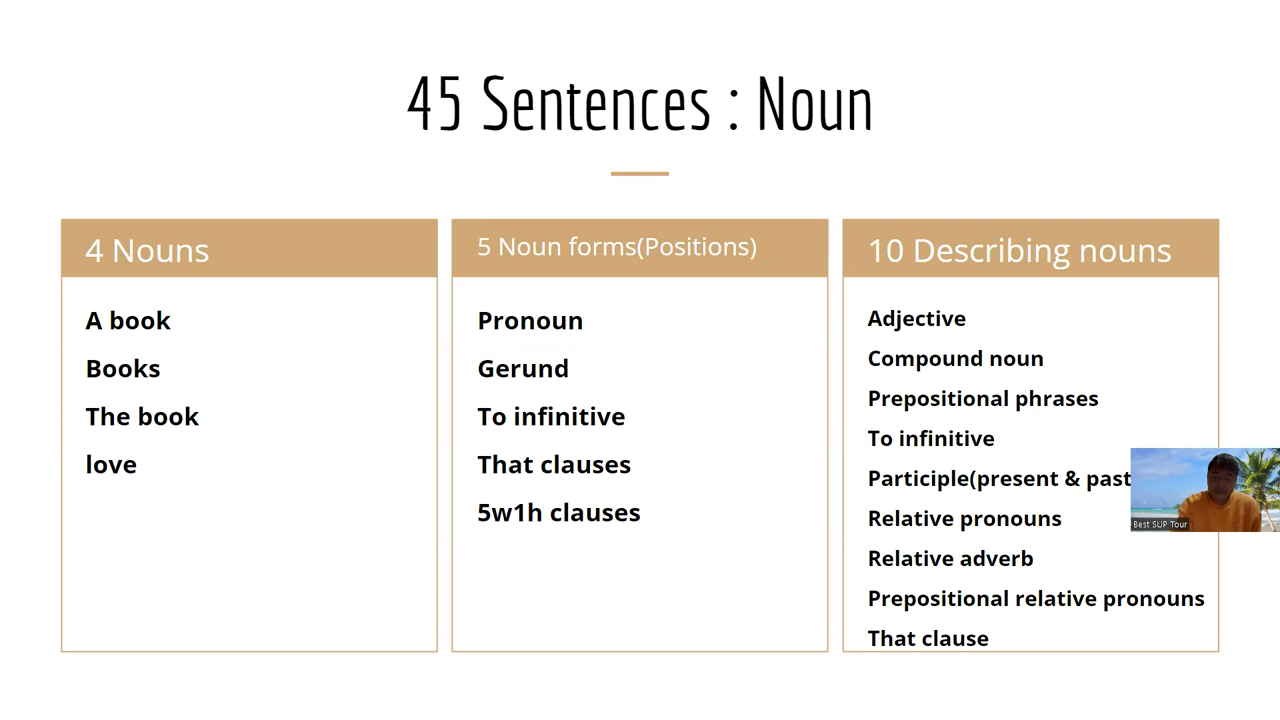 45 Sentences : Noun
4 Nouns
A book
Books
The book
love
5 Noun forms(Positions)
Pronoun
Gerund
To infinitive
That clauses
5w1h clauses
10 Describing nouns
Adjective
Compound noun
Prepositional phrases
To infinitive
Participle(present & past
Relative pronouns
Relative adverb
Prepositional relative pronouns
That clause
Best SUP Tour